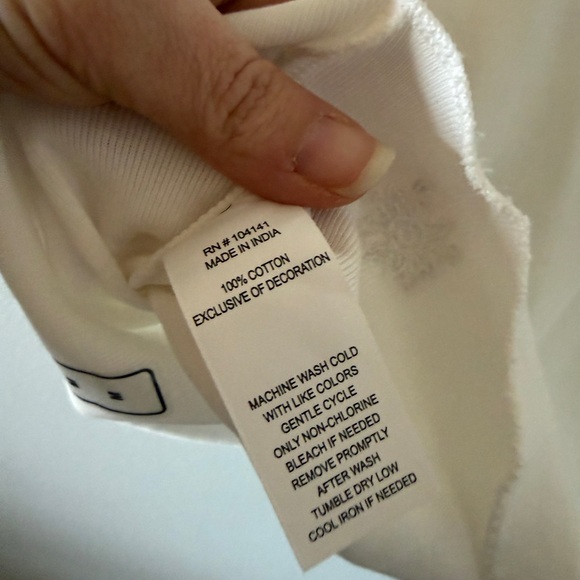 RN # 104141
MADE IN INDIA
100% COTTON
EXCLUSIVE OF DECORATION
MACHINE WASH COLD
WITH LIKE COLORS
GENTLE CYCLE
ONLY NON-CHLORINE
BLEACH IF NEEDED
REMOVE PROMPTLY
AFTER WASH
TUMBLE DRY LOW
COOL IRON IF NEEDED